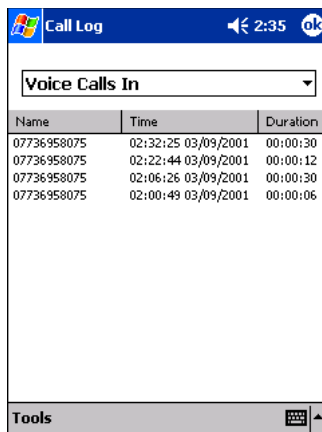 Call Log 2:35 ok
Voice Calls In
Name Time Duration
07736958075 02:32:25 03/09/2001 00:00:30
07736958075 02:22:44 03/09/2001 00:00:12
07736958075 02:06:26 03/09/2001 00:00:30
07736958075 02:00:49 03/09/2001 00:00:06
Tools